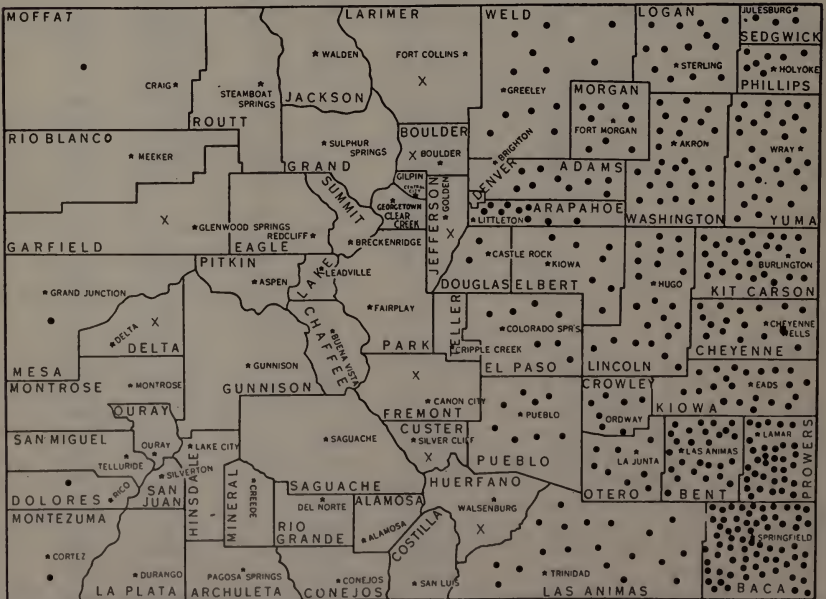 MOFFAT
CRAIG
ROUTT
STEAMBOAT
SPRINGS
LARIMER
WALDEN
JACKSON
FORT COLLINS
X
WELD
GREELEY
LOGAN
STERLING
JULESBURG
SEDGWICK
HOLYOKE
PHILLIPS
RIO BLANCO
MEEKER
SULPHUR
SPRINGS
GRAND
BOULDER
X
BOULDER
BRIGHTON
MORGAN
FORT MORGAN
ADAMS
AKRON
WASHINGTON
WRAY
YUMA
GARFIELD
X
GLENWOOD SPRINGS
REDCLIFF
EAGLE
SUMMIT
GILPIN
CENTRAL
CITY
GEORGETOWN
CLEAR
CREEK
BRECKENRIDGE
JEFFERSON
GOLDEN
X
DENVER
ARAPAHOE
LITTLETON
GRAND JUNCTION
MESA
PITKIN
ASPEN
LAKE
LEADVILLE
FAIRPLAY
PARK
CASTLE ROCK
DOUGLAS
KIOWA
ELBERT
HUGO
LINCOLN
BURLINGTON
KIT CARSON
DELTA
X
DELTA
GUNNISON
GUNNISON
CHAFFEE
BUENA VISTA
TELLER
CRIPPLE CREEK
COLORADO SPR'S
EL PASO
CHEYENNE
WELLS
CHEYENNE
MONTROSE
MONTROSE
OURAY
OURAY
X
CANON CITY
FREMONT
PUEBLO
PUEBLO
CROWLEY
ORDWAY
KIOWA
EADS
SAN MIGUEL
TELLURIDE
LAKE CITY
HINSDALE
SAGUACHE
SAGUACHE
CUSTER
SILVER CLIFF
X
LA JUNTA
OTERO
LAS ANIMAS
BENT
LAMAR
PROWERS
DOLORES
RICO
SILVERTON
SAN
JUAN
MINERAL
CREEDE
DEL NORTE
RIO
GRANDE
ALAMOSA
ALAMOSA
HUERFANO
WALSENBURG
X
MONTEZUMA
CORTEZ
DURANGO
LA PLATA
PAGOSA SPRINGS
ARCHULETA
CONEJOS
CONEJOS
COSTILLA
SAN LUIS
TRINIDAD
LAS ANIMAS
SPRINGFIELD
BACA